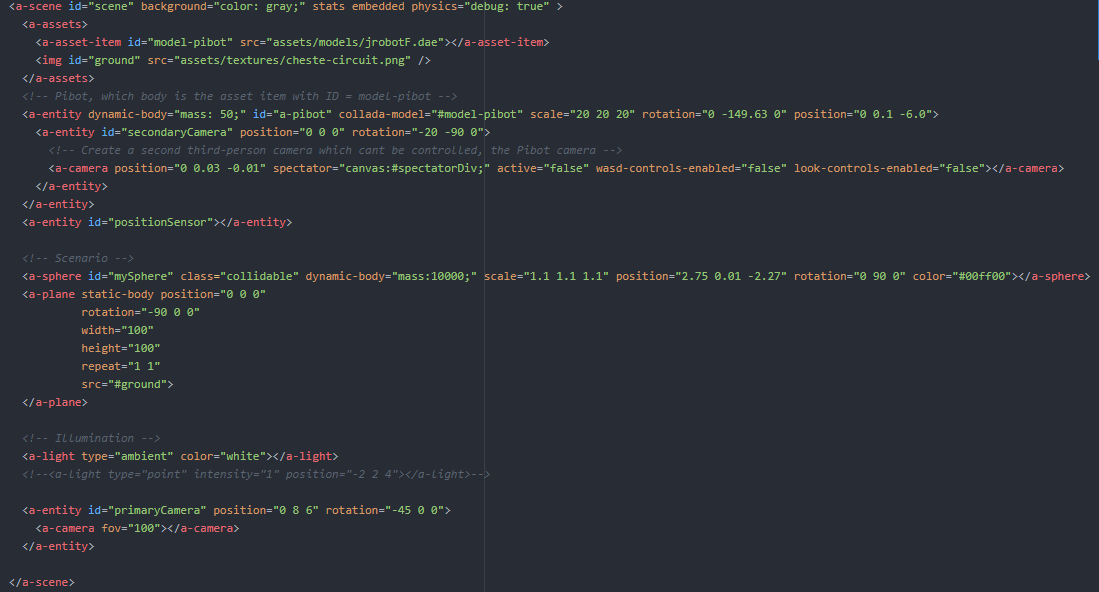 <a-scene id="scene" background="color: gray;" stats embedded physics="debug: true" >
<a-assets>
<a-asset-item id="model-pibot" src="assets/models/jrobotF.dae"></a-asset-item>
<img id="ground" src="assets/textures/cheste-circuit.png" />
</a-assets>
<!-- Pibot, which body is the asset item with ID = model-pibot -->
<a-entity dynamic-body="mass: 50;" id="a-pibot" collada-model="#model-pibot" scale="20 20 20" rotation="0 -149.63 0" position="0 0.1 -6.0">
<a-entity id="secondaryCamera" position="0 0 0" rotation="-20 -90 0">
<!-- Create a second third-person camera which cant be controlled, the Pibot camera -->
<a-camera position="0 0.03 -0.01" spectator="canvas:#spectatorDiv;" active="false" wasd-controls-enabled="false" look-controls-enabled="false"></a-camera>
</a-entity>
</a-entity>
<a-entity id="positionSensor"></a-entity>
<!-- Scenario -->
<a-sphere id="mySphere" class="collidable" dynamic-body="mass:10000;" scale="1.1 1.1 1.1" position="2.75 0.01 -2.27" rotation="0 90 0" color="#00ff00"></a-sphere>
<a-plane static-body position="0 0 0"
rotation="-90 0 0"
width="100"
height="100"
repeat="1 1"
src="#ground">
</a-plane>
<!-- Illumination -->
<a-light type="ambient" color="white"></a-light>
<!--<a-light type="point" intensity="1" position="-2 2 4"></a-light>-->
<a-entity id="primaryCamera" position="0 8 6" rotation="-45 0 0">
<a-camera fov="100"></a-camera>
</a-entity>
</a-scene>